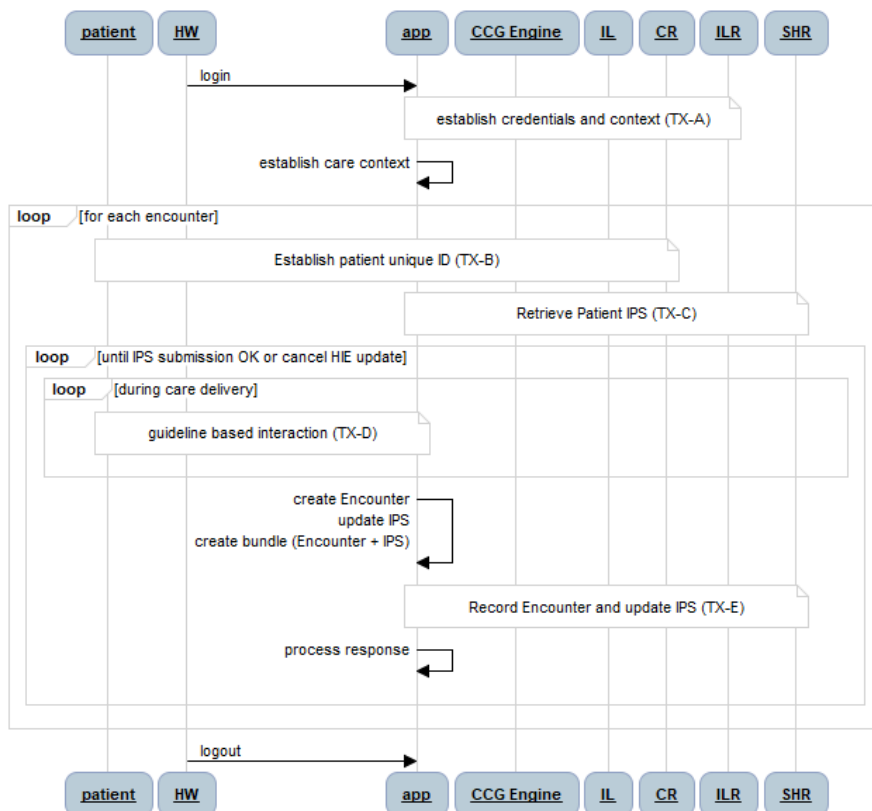 patient HW app CCG Engine IL CR ILR SHR
login
establish credentials and context (TX-A)
establish care context
loop [for each encounter]
Establish patient unique ID (TX-B)
Retrieve Patient IPS (TX-C)
loop [until IPS submission OK or cancel HIE update]
loop [during care delivery]
guideline based interaction (TX-D)
create Encounter
update IPS
create bundle (Encounter + IPS)
Record Encounter and update IPS (TX-E)
process response
logout
patient HW app CCG Engine IL CR ILR SHR